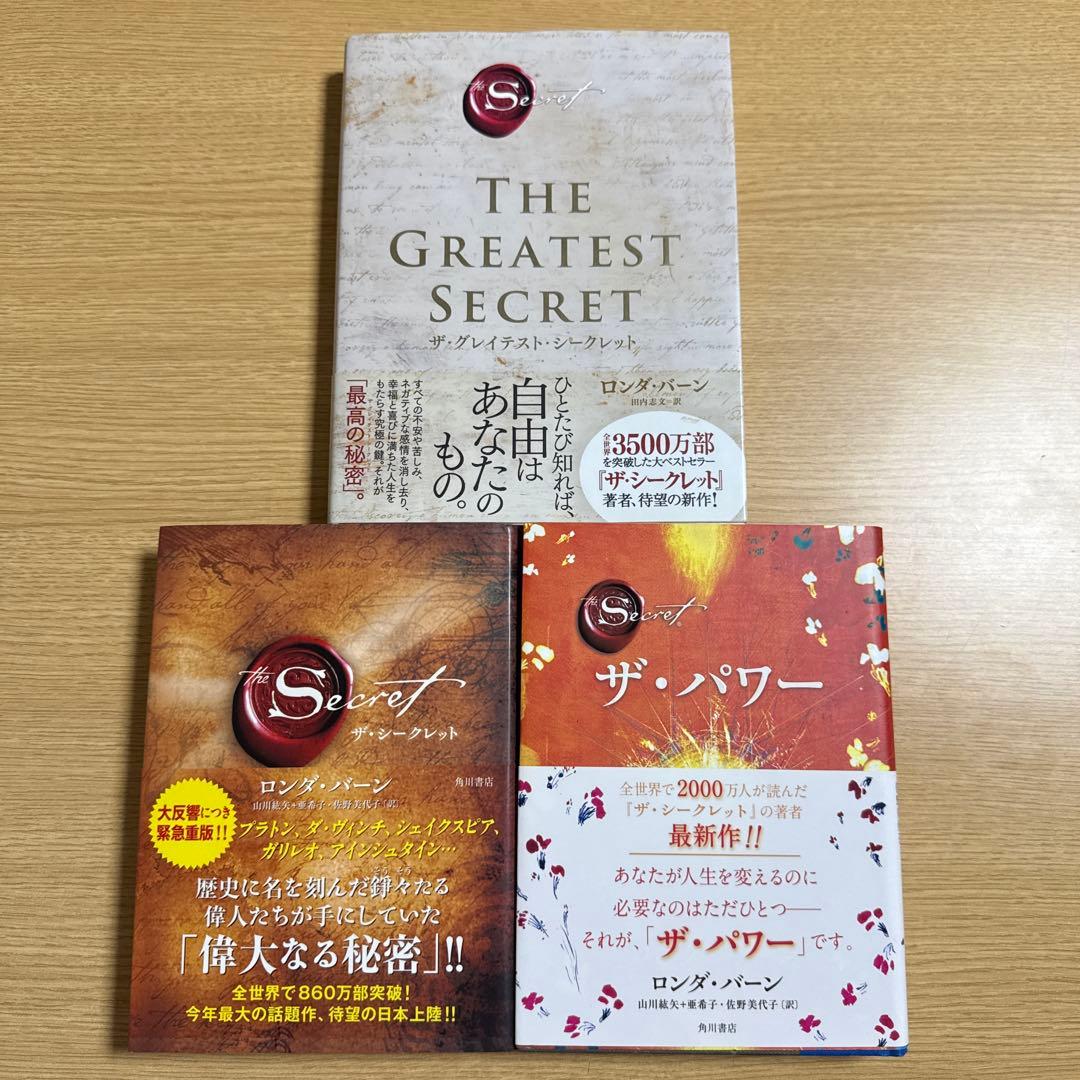 the Secret
THE
GREATEST
SECRET
ザ・グレイテスト・シークレット
ロンダ・バーン
田内志文=訳
ひとたび知れば、
自由は
あなたの
もの。
すべての不安や苦しみ、
ネガティブな感情を消し去り、
幸福と喜びに満ちた人生を
もたらす究極の鍵。それが
「最高の秘密」。
全世界3500万部
を突破した大ベストセラー
『ザ・シークレット』
著者、待望の新作!
the Secret
ザ・シークレット
ロンダ・バーン
角川書店
山川紘矢+亜希子・佐野美代子〔訳〕
大反響につき
緊急重版!!
プラトン、ダ・ヴィンチ、シェイクスピア、
ガリレオ、アインシュタイン…
歴史に名を刻んだ錚々たる
偉人たちが手にしていた
「偉大なる秘密」!!
全世界で860万部突破!
今年最大の話題作、待望の日本上陸!!
the Secret®
ザ・パワー
全世界で2000万人が読んだ
『ザ・シークレット』の著者
最新作!!
あなたが人生を変えるのに
必要なのはただひとつ――
それが、「ザ・パワー」です。
ロンダ・バーン
山川紘矢+亜希子・佐野美代子〔訳〕
角川書店